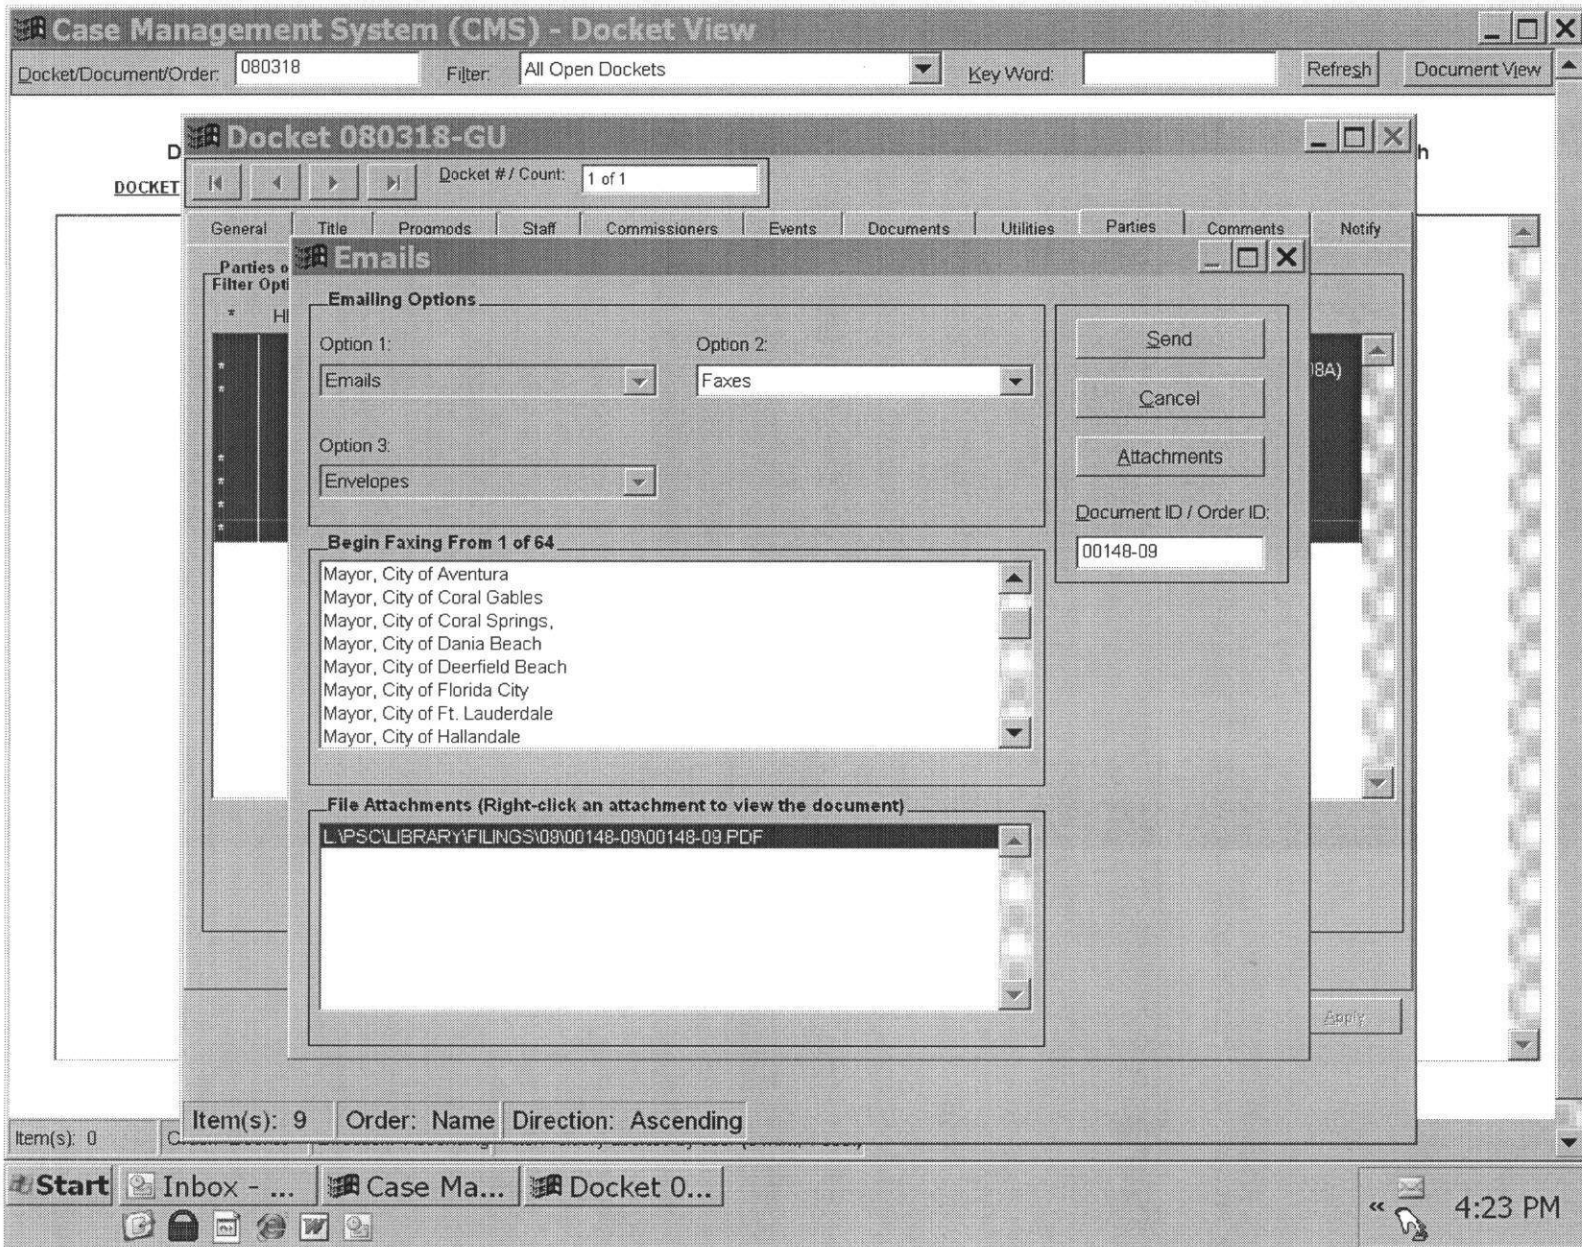 Case Management System (CMS) - Docket View
Docket/Document/Order: 080318 Filter: All Open Dockets Key Word: Refresh Document View
Docket 080318-GU
D h
DOCKET
Docket # / Count: 1 of 1
General Title Progmods Staff Commissioners Events Documents Utilities Parties Comments Notify
Emails
Parties o
Filter Opti
* HI
Emailing Options
Option 1: Option 2:
Emails Faxes
Option 3:
Envelopes
Send
Cancel
Attachments
Document ID / Order ID:
00148-09
*
*
*
*
*
*
8A)
Begin Faxing From 1 of 64
Mayor, City of Aventura
Mayor, City of Coral Gables
Mayor, City of Coral Springs,
Mayor, City of Dania Beach
Mayor, City of Deerfield Beach
Mayor, City of Florida City
Mayor, City of Ft. Lauderdale
Mayor, City of Hallandale
File Attachments (Right-click an attachment to view the document)
L:\PSC\LIBRARY\FILINGS\09\00148-09\00148-09.PDF
Apply
Item(s): 9 Order: Name Direction: Ascending
Item(s): 0
Start Inbox - ... Case Ma... Docket 0...
« 4:23 PM